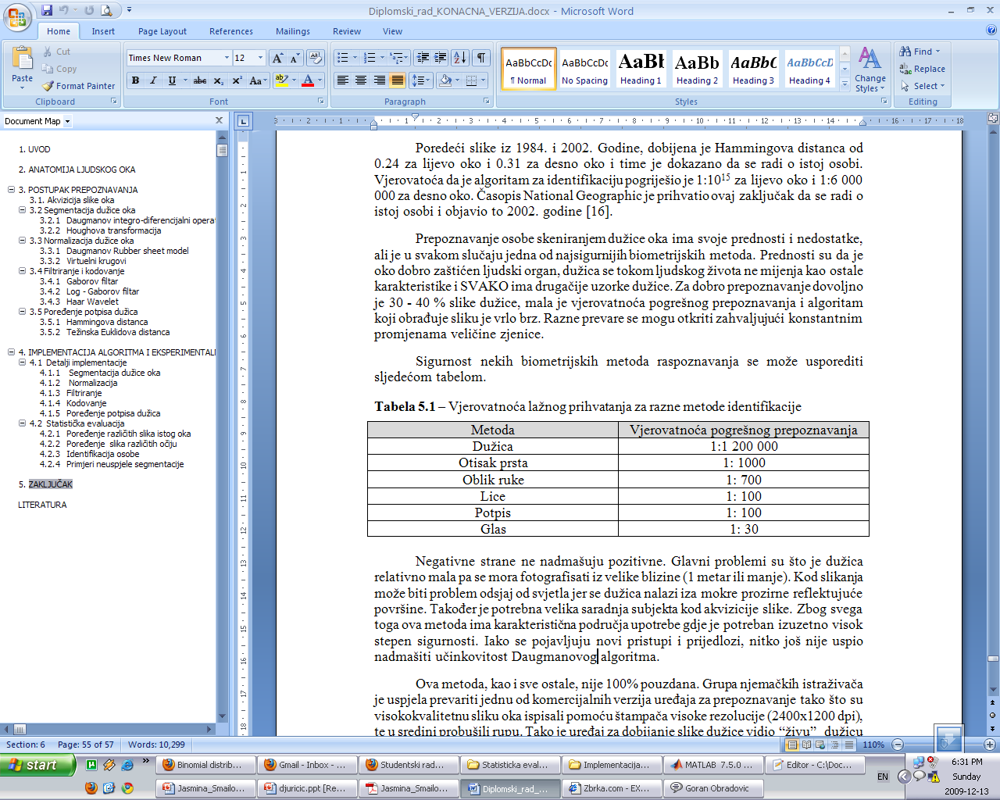 Diplomski_rad_KONACNA_VERZIJA.docx - Microsoft Word
Home Insert Page Layout References Mailings Review View
Paste
Cut
Copy
Format Painter
Clipboard
Times New Roman 12
Font
Paragraph
AaBbCcDc AaBbCcDc AaBb AaBb AaBbC AaBbCcD
¶ Normal No Spacing Heading 1 Heading 2 Heading 3 Heading 4
Change Styles
Styles
Find
Replace
Select
Editing
Document Map
1. UVOD
2. ANATOMIJA LJUDSKOG OKA
3. POSTUPAK PREPOZNAVANJA
3.1. Akvizicija slike oka
3.2 Segmentacija dužice oka
3.2.1 Daugmanov integro-diferencijalni operat
3.2.2 Houghova transformacija
3.3 Normalizacija dužice oka
3.3.1 Daugmanov Rubber sheet model
3.3.2 Virtuelni krugovi
3.4 Filtriranje i kodovanje
3.4.1 Gaborov filtar
3.4.2 Log - Gaborov filtar
3.4.3 Haar Wavelet
3.5 Poređenje potpisa dužica
3.5.1 Hammingova distanca
3.5.2 Težinska Euklidova distanca
4. IMPLEMENTACIJA ALGORITMA I EKSPERIMENTAL
4.1 Detalji implementacije
4.1.1 Segmentacija dužice oka
4.1.2 Normalizacija
4.1.3 Filtriranje
4.1.4 Kodovanje
4.1.5 Poređenje potpisa dužica
4.2 Statistička evaluacija
4.2.1 Poređenje različitih slika istog oka
4.2.2 Poređenje slika različitih očiju
4.2.3 Identifikacija osobe
4.2.4 Primjeri neuspjele segmentacije
5. ZAKLJUČAK
LITERATURA
Poredeći slike iz 1984. i 2002. Godine, dobijena je Hammingova distanca od
0.24 za lijevo oko i 0.31 za desno oko i time je dokazano da se radi o istoj osobi.
Vjerovatoća da je algoritam za identifikaciju pogriješio je 1:10¹⁵ za lijevo oko i 1:6 000
000 za desno oko. Časopis National Geographic je prihvatio ovaj zaključak da se radi o
istoj osobi i objavio to 2002. godine [16].
Prepoznavanje osobe skeniranjem dužice oka ima svoje prednosti i nedostatke,
ali je u svakom slučaju jedna od najsigurnijih biometrijskih metoda. Prednosti su da je
oko dobro zaštićen ljudski organ, dužica se tokom ljudskog života ne mijenja kao ostale
karakteristike i SVAKO ima drugačije uzorke dužice. Za dobro prepoznavanje dovoljno
je 30 - 40 % slike dužice, mala je vjerovatnoća pogrešnog prepoznavanja i algoritam
koji obrađuje sliku je vrlo brz. Razne prevare se mogu otkriti zahvaljujući konstantnim
promjenama veličine zjenice.
Sigurnost nekih biometrijskih metoda raspoznavanja se može usporediti
sljedećom tabelom.
Tabela 5.1 – Vjerovatnoća lažnog prihvatanja za razne metode identifikacije
Metoda Vjerovatnoća pogrešnog prepoznavanja
Dužica 1:1 200 000
Otisak prsta 1: 1000
Oblik ruke 1: 700
Lice 1: 100
Potpis 1: 100
Glas 1: 30
Negativne strane ne nadmašuju pozitivne. Glavni problemi su što je dužica
relativno mala pa se mora fotografisati iz velike blizine (1 metar ili manje). Kod slikanja
može biti problem odsjaj od svjetla jer se dužica nalazi iza mokre prozirne reflektujuće
površine. Također je potrebna velika saradnja subjekta kod akvizicije slike. Zbog svega
toga ova metoda ima karakteristična područja upotrebe gdje je potreban izuzetno visok
stepen sigurnosti. Iako se pojavljuju novi pristupi i prijedlozi, nitko još nije uspio
nadmašiti učinkovitost Daugmanovog algoritma.
Ova metoda, kao i sve ostale, nije 100% pouzdana. Grupa njemačkih istraživača
je uspjela prevariti jednu od komercijalnih verzija uređaja za prepoznavanje tako što su
visokokvalitetnu sliku oka ispisali pomoću štampača visoke rezolucije (2400x1200 dpi),
te u sredini probušili rupu. Tako je uređaj za dobijanje slike dužice vidio “živu” dužicu
Section: 6 Page: 55 of 57 Words: 10,299 110%
start
Binomial distrib... Gmail - Inbox - ... Studentski rad... Statisticka eval... Implementacija... MATLAB 7.5.0 ... Editor - C:\Doc...
Jasmina_Smailo... djuricic.ppt [Re... Jasmina_Smailo... Diplomski_rad_... Zbrka.com - EX... Goran Obradovic
EN
6:31 PM
Sunday
2009-12-13